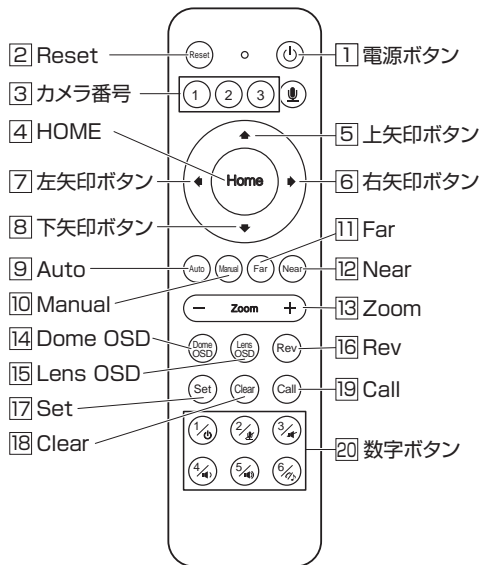 2 Reset
Reset
1 電源ボタン
3 カメラ番号
1 2 3
4 HOME
5 上矢印ボタン
7 左矢印ボタン
Home
6 右矢印ボタン
8 下矢印ボタン
11 Far
9 Auto
Auto Manual Far Near
12 Near
10 Manual
− Zoom +
13 Zoom
14 Dome OSD
Dome OSD
Lens OSD
Rev
16 Rev
15 Lens OSD
17 Set
Set Clear Call
19 Call
18 Clear
1/ 2/ 3/
20 数字ボタン
4/ 5/ 6/